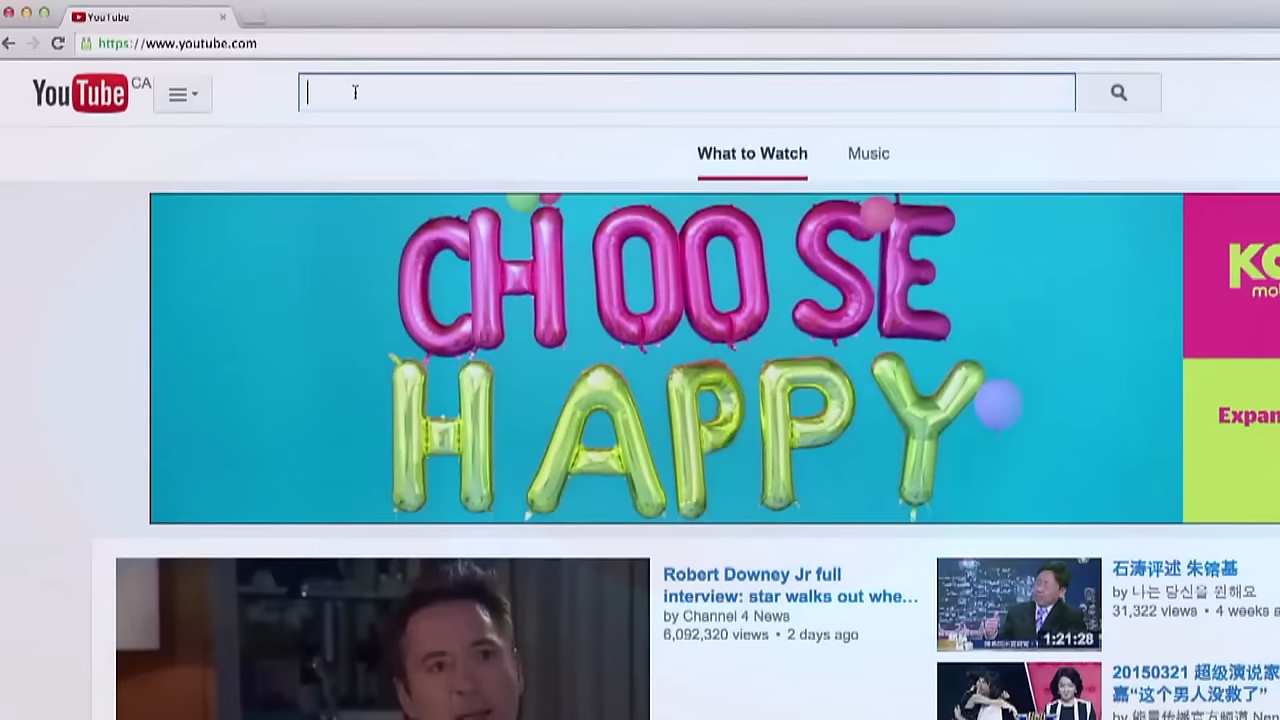 YouTube
https://www.youtube.com
YouTube CA
What to Watch
Music
CHOOSE
HAPPY
Robert Downey Jr full
interview: star walks out whe…
by Channel 4 News
6,092,320 views • 2 days ago
石涛评述 朱镕基
by 나는 당신을 원해요
31,322 views • 4 weeks
1:21:28
20150321 超级演说家
嘉“这个男人没救了”